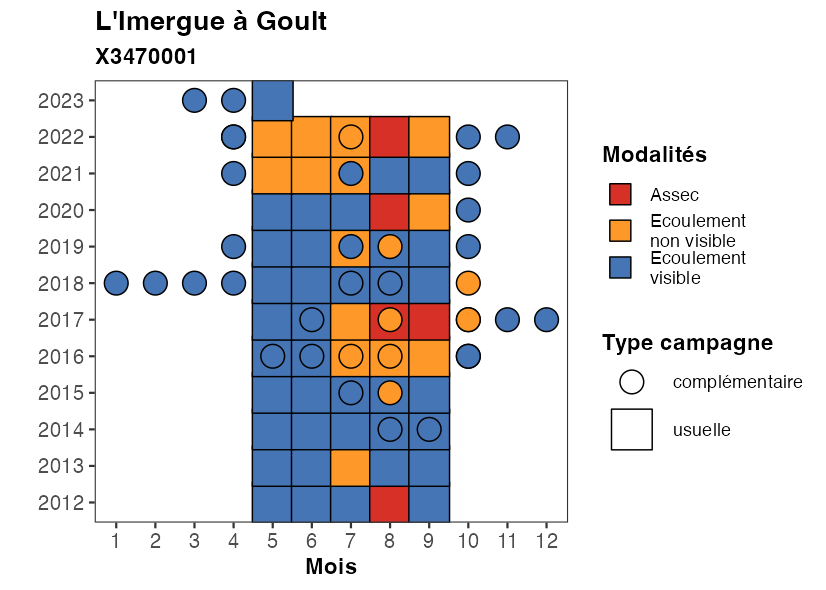 L'Imergue à Goult
X3470001
2023
2022
2021
2020
2019
2018
2017
2016
2015
2014
2013
2012
1 2 3 4 5 6 7 8 9 10 11 12
Mois
Modalités
Assec
Ecoulement
non visible
Ecoulement
visible
Type campagne
complémentaire
usuelle